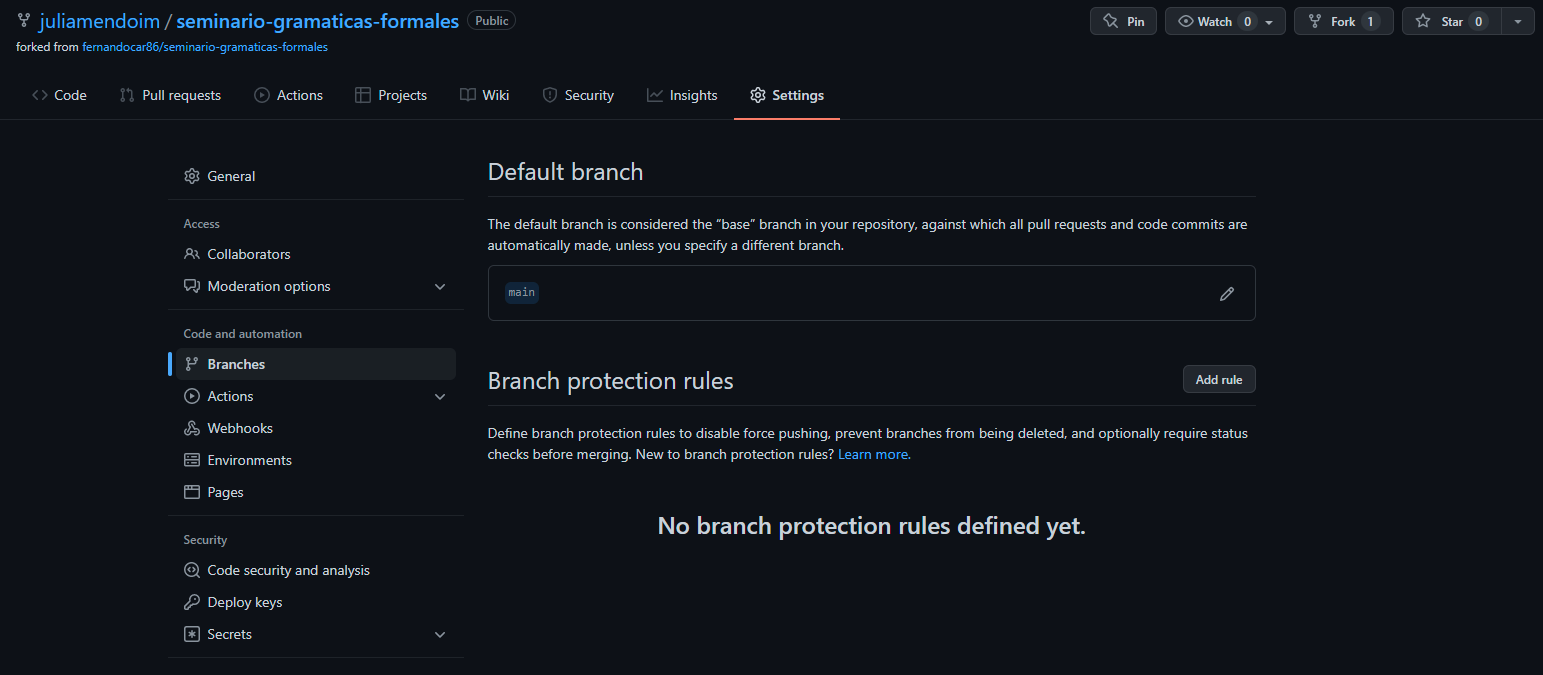 juliamendoim / seminario-gramaticas-formales Public
Pin Watch 0 Fork 1 Star 0
forked from fernandocar86/seminario-gramaticas-formales
Code Pull requests Actions Projects Wiki Security Insights Settings
General
Access
Collaborators
Moderation options
Code and automation
Branches
Actions
Webhooks
Environments
Pages
Security
Code security and analysis
Deploy keys
Secrets
Default branch
The default branch is considered the “base” branch in your repository, against which all pull requests and code commits are
automatically made, unless you specify a different branch.
main
Branch protection rules
Add rule
Define branch protection rules to disable force pushing, prevent branches from being deleted, and optionally require status
checks before merging. New to branch protection rules? Learn more.
No branch protection rules defined yet.